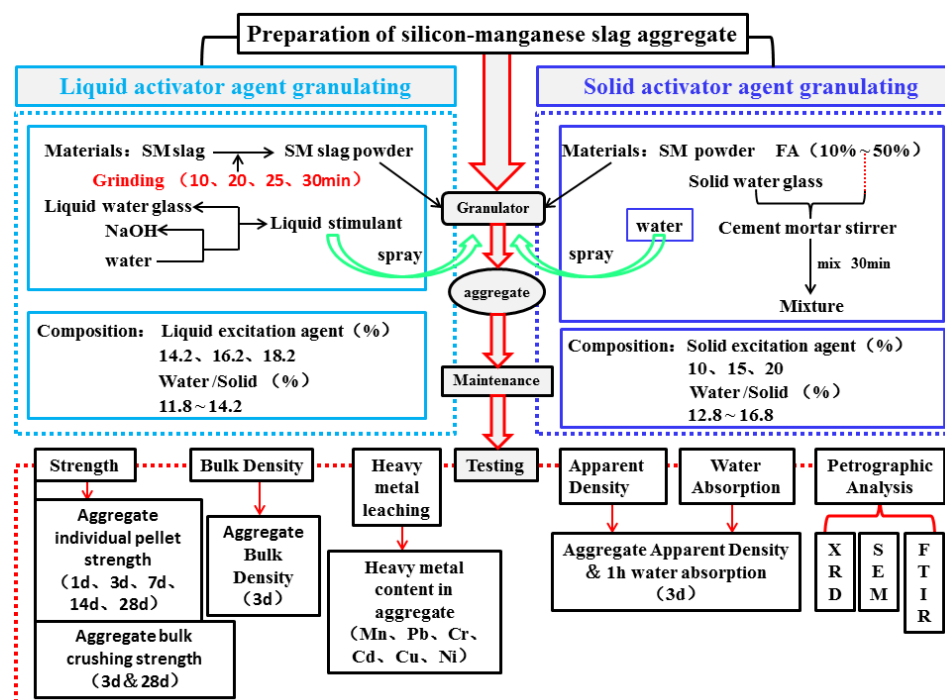 Preparation of silicon-manganese slag aggregate
Liquid activator agent granulating
Solid activator agent granulating
Materials: SM slag
SM slag powder
Grinding （10、20、25、30min）
Liquid water glass
NaOH
water
Liquid stimulant
spray
Composition: Liquid excitation agent (%)
14.2、16.2、18.2
Water /Solid (%)
11.8~14.2
Granulator
aggregate
Maintenance
Testing
Materials: SM powder FA（10%~50%）
Solid water glass
water
Cement mortar stirrer
spray
mix 30min
Mixture
Composition: Solid excitation agent (%)
10、15、20
Water /Solid (%)
12.8~16.8
Strength
Aggregate
individual pellet
strength
（1d、3d、7d、
14d、28d）
Aggregate bulk
crushing strength
（3d＆28d）
Bulk Density
Aggregate
Bulk
Density
（3d）
Heavy
metal
leaching
Heavy metal
content in
aggregate
（Mn、Pb、Cr、
Cd、Cu、Ni）
Apparent
Density
Water
Absorption
Aggregate Apparent Density
& 1h water absorption
（3d）
Petrographic
Analysis
XRD
SEM
FTIR